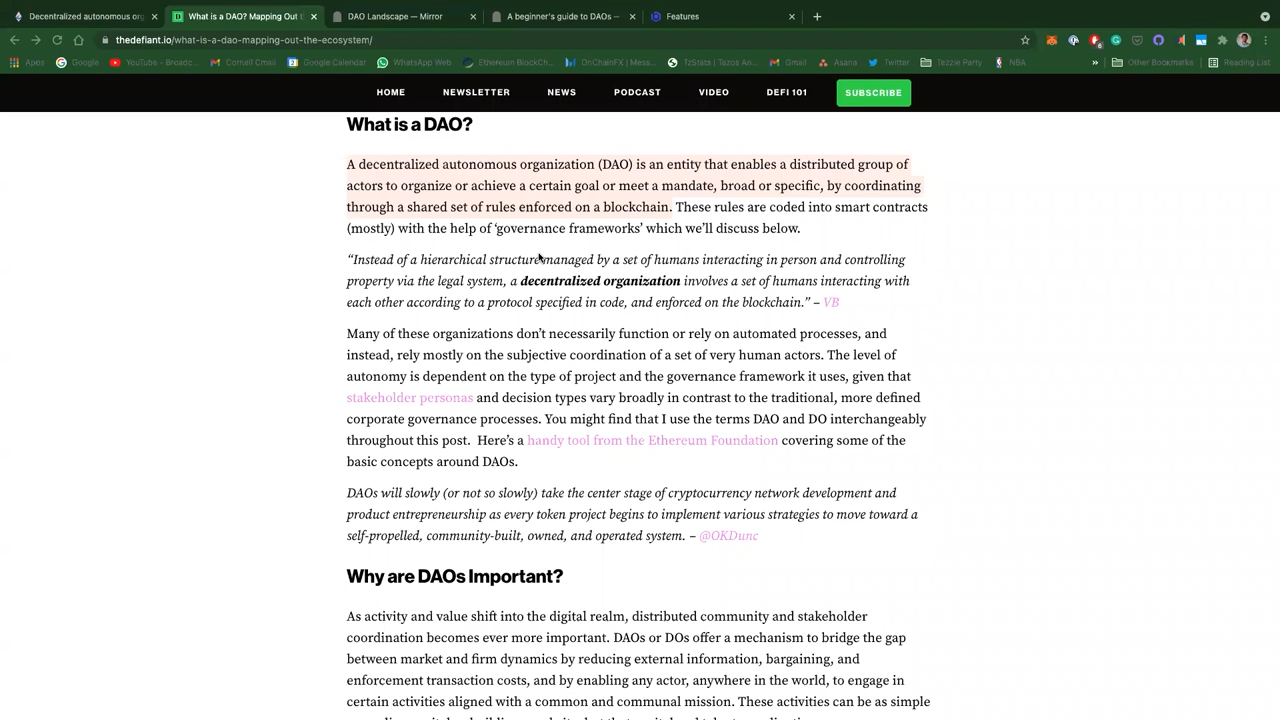 Decentralized autonomous org
What is a DAO? Mapping Out t
DAO Landscape — Mirror
A beginner's guide to DAOs —
Features
thedefiant.io/what-is-a-dao-mapping-out-the-ecosystem/
Apps
Google
YouTube – Broadc...
Cornell Gmail
Google Calendar
WhatsApp Web
Ethereum BlockCh...
OnChainFX | Mess...
TzStats | Tezos An...
Gmail
Asana
Twitter
Tezzie Party
NBA
»
Other Bookmarks
Reading List
HOME
NEWSLETTER
NEWS
PODCAST
VIDEO
DEFI 101
SUBSCRIBE
What is a DAO?
A decentralized autonomous organization (DAO) is an entity that enables a distributed group of
actors to organize or achieve a certain goal or meet a mandate, broad or specific, by coordinating
through a shared set of rules enforced on a blockchain. These rules are coded into smart contracts
(mostly) with the help of ‘governance frameworks’ which we’ll discuss below.
“Instead of a hierarchical structure managed by a set of humans interacting in person and controlling
property via the legal system, a decentralized organization involves a set of humans interacting with
each other according to a protocol specified in code, and enforced on the blockchain.” – VB
Many of these organizations don’t necessarily function or rely on automated processes, and
instead, rely mostly on the subjective coordination of a set of very human actors. The level of
autonomy is dependent on the type of project and the governance framework it uses, given that
stakeholder personas and decision types vary broadly in contrast to the traditional, more defined
corporate governance processes. You might find that I use the terms DAO and DO interchangeably
throughout this post. Here’s a handy tool from the Ethereum Foundation covering some of the
basic concepts around DAOs.
DAOs will slowly (or not so slowly) take the center stage of cryptocurrency network development and
product entrepreneurship as every token project begins to implement various strategies to move toward a
self-propelled, community-built, owned, and operated system. – @OKDunc
Why are DAOs Important?
As activity and value shift into the digital realm, distributed community and stakeholder
coordination becomes ever more important. DAOs or DOs offer a mechanism to bridge the gap
between market and firm dynamics by reducing external information, bargaining, and
enforcement transaction costs, and by enabling any actor, anywhere in the world, to engage in
certain activities aligned with a common and communal mission. These activities can be as simple